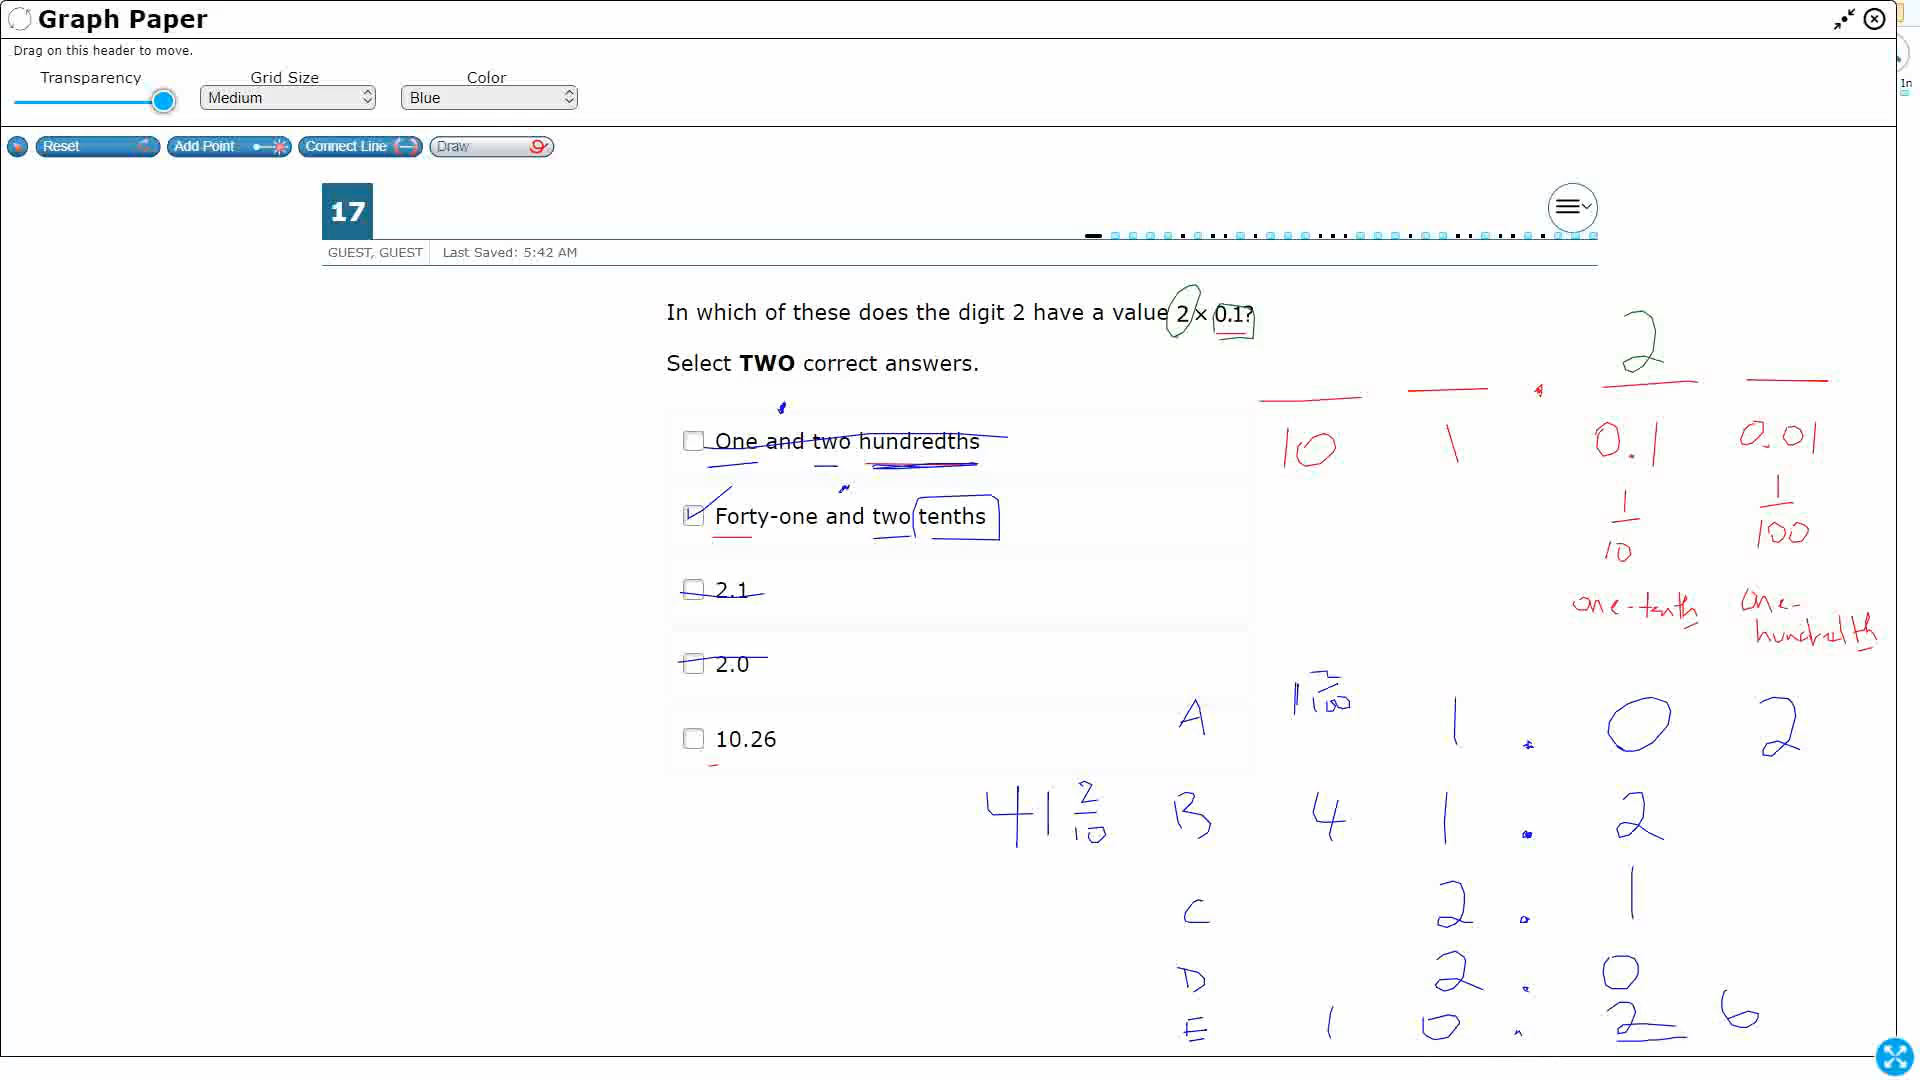 Graph Paper
Drag on this header to move.
Transparency Grid Size Color
Medium Blue
Reset Add Point Connect Line Draw
17
GUEST, GUEST Last Saved: 5:42 AM
In which of these does the digit 2 have a value 2 × 0.1?
Select TWO correct answers.
One and two hundredths
Forty-one and two tenths
2.1
2.0
10.26
2
10 1 . 0.1 0.01
1/10 1/100
one-tenth one-
hundredth
A 1 2/100 1 . 0 2
41 2/10 B 4 1 . 2
C 2 . 1
D 2 . 0
E 1 0 . 2 6
In